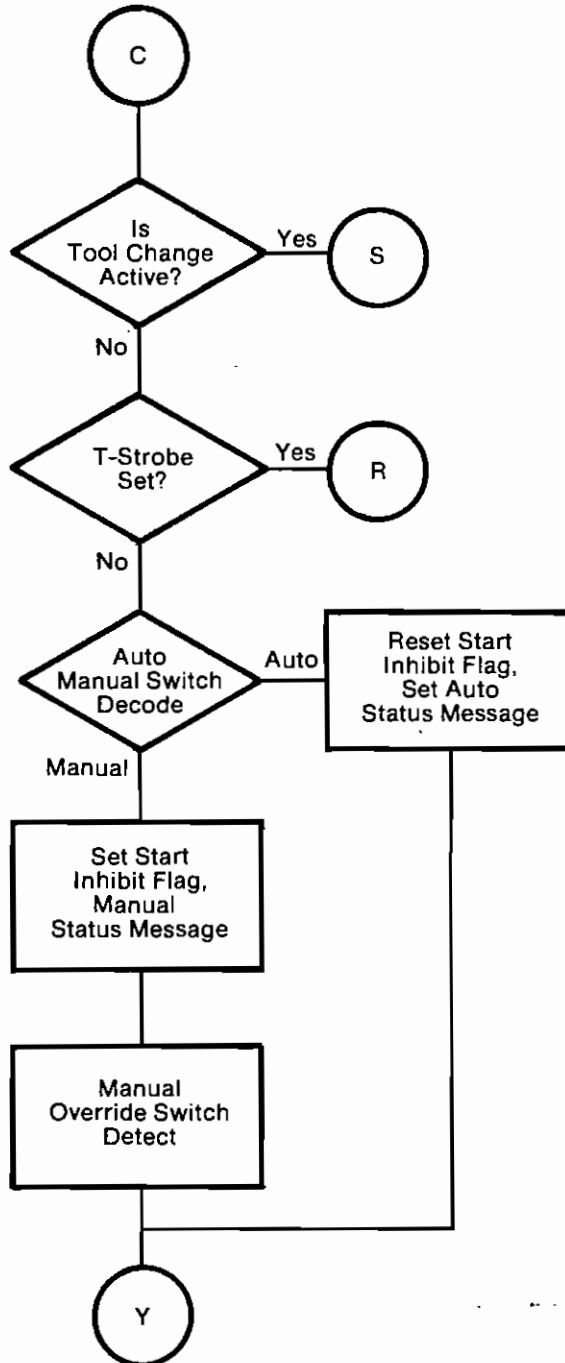 C
Is
Tool Change
Active?
Yes
S
No
T-Strobe
Set?
Yes
R
No
Auto
Manual Switch
Decode
Auto
Reset Start
Inhibit Flag,
Set Auto
Status Message
Manual
Set Start
Inhibit Flag,
Manual
Status Message
Manual
Override Switch
Detect
Y